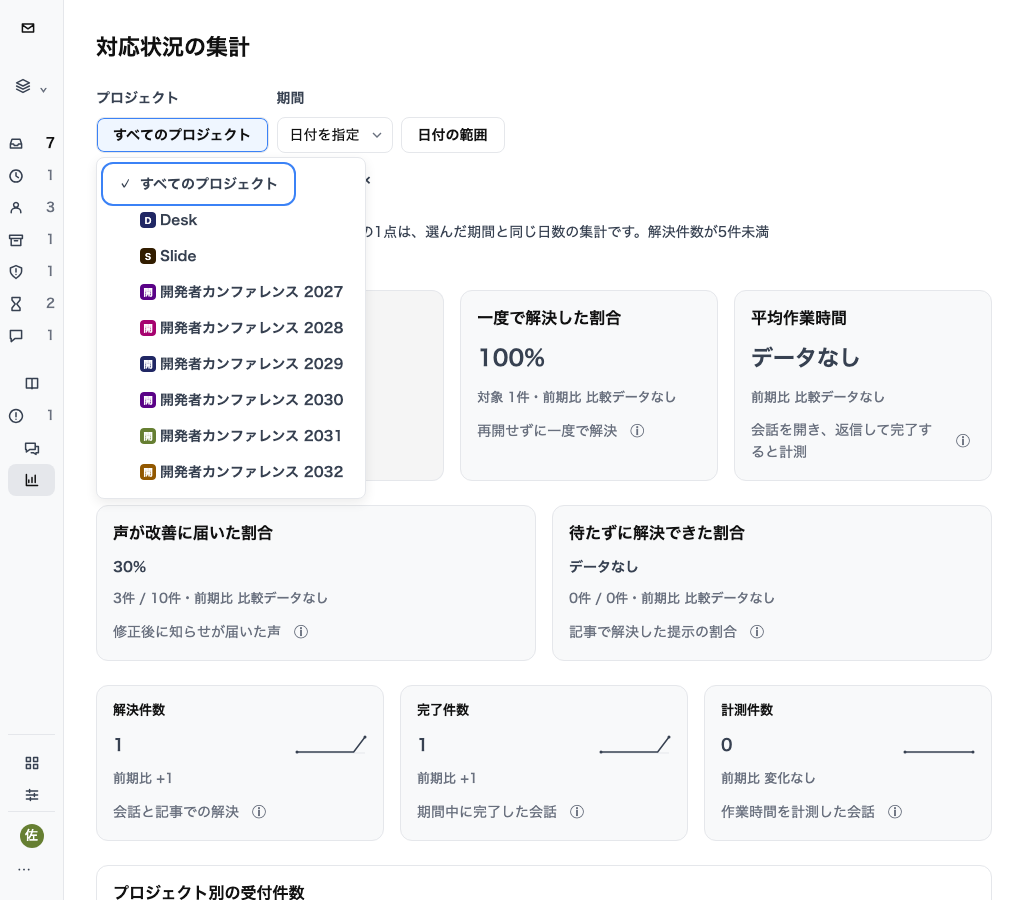 対応状況の集計
プロジェクト
期間
すべてのプロジェクト
日付を指定
日付の範囲
✓ すべてのプロジェクト
D Desk
S Slide
開 開発者カンファレンス 2027
開 開発者カンファレンス 2028
開 開発者カンファレンス 2029
開 開発者カンファレンス 2030
開 開発者カンファレンス 2031
開 開発者カンファレンス 2032
の1点は、選んだ期間と同じ日数の集計です。解決件数が5件未満
一度で解決した割合
100%
対象 1件・前期比 比較データなし
再開せずに一度で解決
平均作業時間
データなし
前期比 比較データなし
会話を開き、返信して完了す
ると計測
声が改善に届いた割合
30%
3件 / 10件・前期比 比較データなし
修正後に知らせが届いた声
待たずに解決できた割合
データなし
0件 / 0件・前期比 比較データなし
記事で解決した提示の割合
解決件数
1
前期比 +1
会話と記事での解決
完了件数
1
前期比 +1
期間中に完了した会話
計測件数
0
前期比 変化なし
作業時間を計測した会話
プロジェクト別の受付件数
7
1
3
1
1
2
1
1
佐